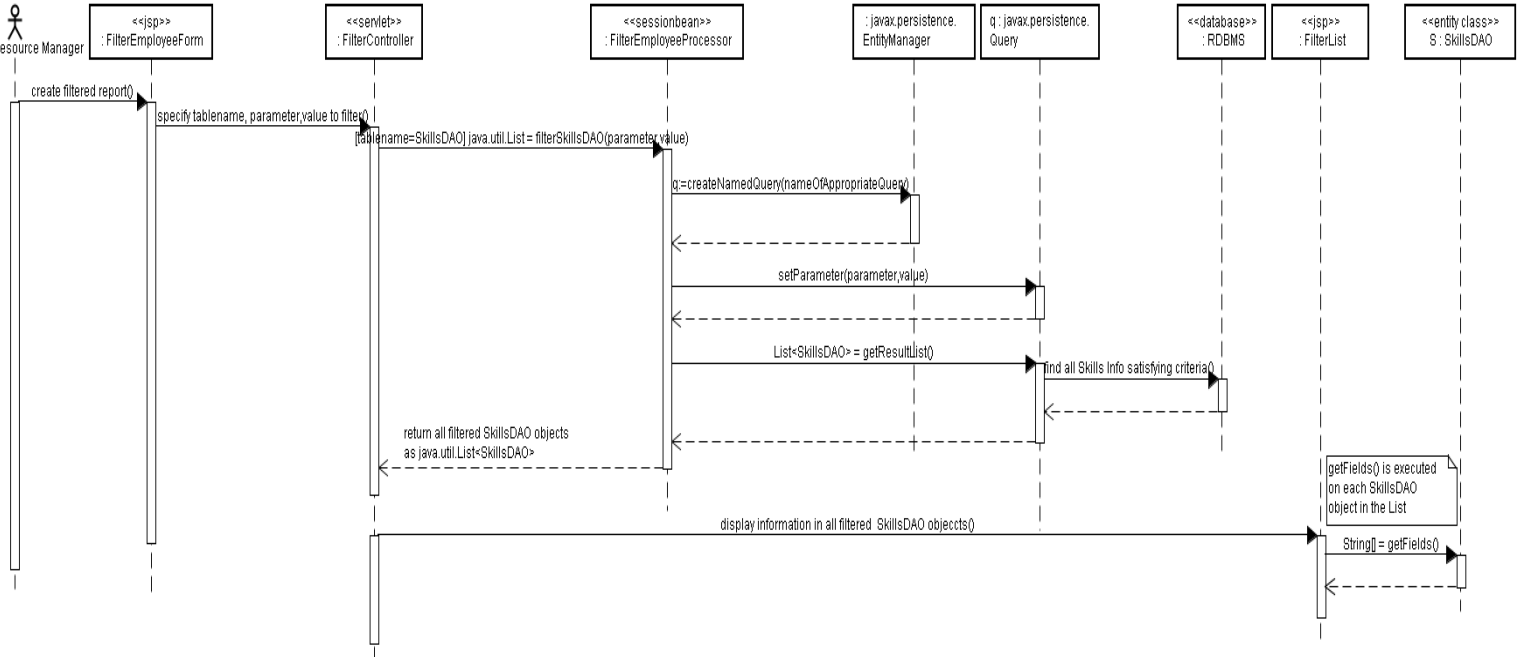 <<jsp>>
: FilterEmployeeForm
<<servlet>>
: FilterController
<<sessionbean>>
: FilterEmployeeProcessor
: javax.persistence.
EntityManager
q : javax.persistence.
Query
<<database>>
: RDBMS
<<jsp>>
: FilterList
<<entity class>>
S : SkillsDAO
esource Manager
create filtered report()
specify tablename, parameter,value to filter()
[tablename=SkillsDAO] java.util.List = filterSkillsDAO(parameter,value)
q:=createNamedQuery(nameOfAppropriateQuery)
setParameter(parameter,value)
List<SkillsDAO> = getResultList()
find all Skills Info satisfying criteria()
return all filtered SkillsDAO objects
as java.util.List<SkillsDAO>
getFields() is executed
on each SkillsDAO
object in the List
display information in all filtered SkillsDAO objeccts()
String[] = getFields()